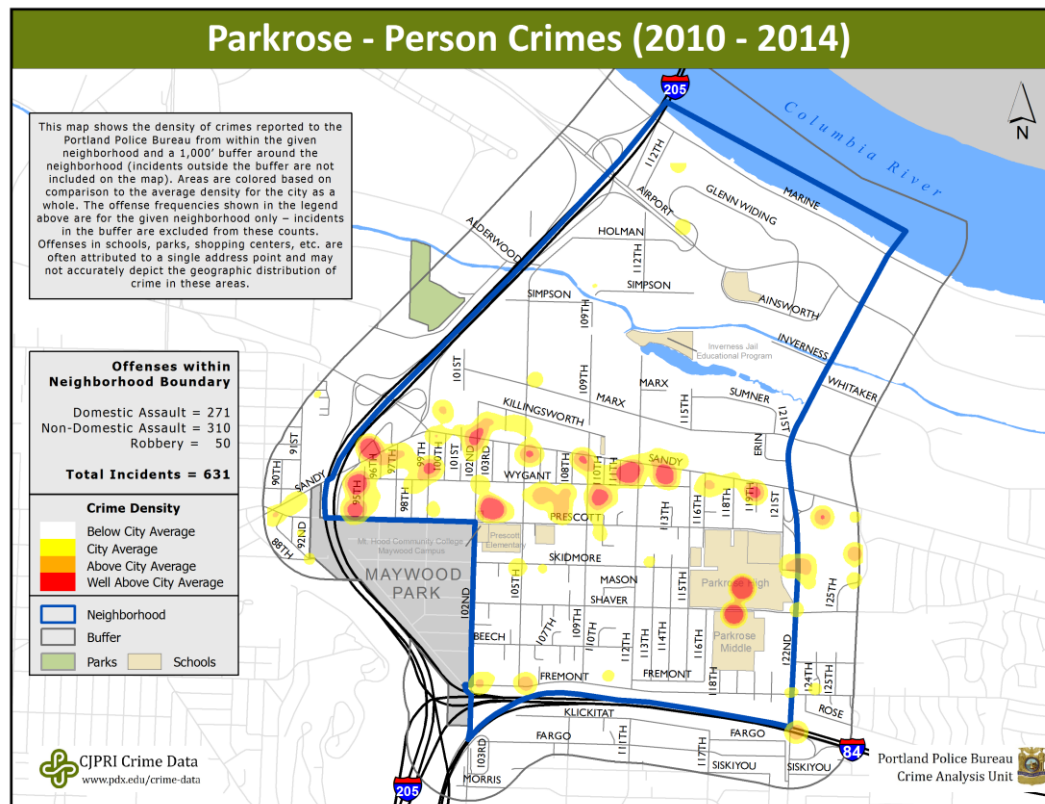 Parkrose - Person Crimes (2010 - 2014)
This map shows the density of crimes reported to the
Portland Police Bureau from within the given
neighborhood and a 1,000' buffer around the
neighborhood (incidents outside the buffer are not
included on the map). Areas are colored based on
comparison to the average density for the city as a
whole. The offense frequencies shown in the legend
above are for the given neighborhood only – incidents
in the buffer are excluded from these counts.
Offenses in schools, parks, shopping centers, etc. are
often attributed to a single address point and may
not accurately depict the geographic distribution of
crime in these areas.
Offenses within
Neighborhood Boundary
Domestic Assault = 271
Non-Domestic Assault = 310
Robbery = 50
Total Incidents = 631
Crime Density
Below City Average
City Average
Above City Average
Well Above City Average
Neighborhood
Buffer
Parks
Schools
CJPRI Crime Data
www.pdx.edu/crime-data
205
Columbia River
N
112TH
AIRPORT
GLENN WIDING
MARINE
ALDERWOOD
HOLMAN
112TH
SIMPSON
SIMPSON
109TH
AINSWORTH
INVERNESS
Inverness Jail
Educational Program
WHITAKER
101ST
109TH
MARX
MARX
SUMNER
115TH
121ST
ERIN
KILLINGSWORTH
91ST
90TH
SANDY
96TH
97TH
99TH
100TH
101ST
102ND
103RD
WYGANT
108TH
110TH
111TH
SANDY
95TH
98TH
113TH
116TH
118TH
119TH
121ST
92ND
88TH
PRESCOTT
Mt. Hood Community College
Maywood Campus
Prescott
Elementary
SKIDMORE
MAYWOOD
PARK
105TH
MASON
115TH
Parkrose High
125TH
102ND
SHAVER
BEECH
107TH
109TH
110TH
112TH
113TH
114TH
116TH
Parkrose
Middle
122ND
118TH
124TH
125TH
FREMONT
FREMONT
ROSE
KLICKITAT
FARGO
111TH
117TH
FARGO
103RD
SISKIYOU
SISKIYOU
MORRIS
84
205
Portland Police Bureau
Crime Analysis Unit